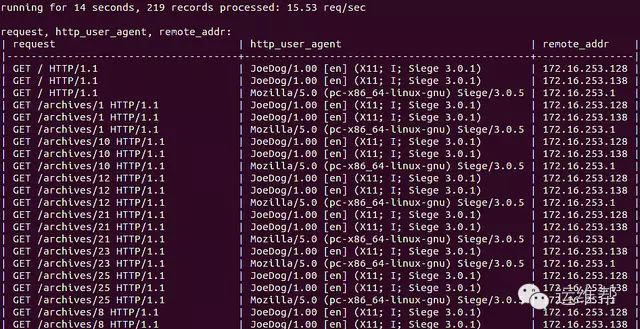 running for 14 seconds, 219 records processed: 15.53 req/sec
request, http_user_agent, remote_addr:
| request | http_user_agent | remote_addr
| GET / HTTP/1.1 | JoeDog/1.00 [en] (X11; I; Siege 3.0.1) | 172.16.253.128
| GET / HTTP/1.1 | JoeDog/1.00 [en] (X11; I; Siege 3.0.1) | 172.16.253.138
| GET / HTTP/1.1 | Mozilla/5.0 (pc-x86_64-linux-gnu) Siege/3.0.5 | 172.16.253.1
| GET /archives/1 HTTP/1.1 | JoeDog/1.00 [en] (X11; I; Siege 3.0.1) | 172.16.253.128
| GET /archives/1 HTTP/1.1 | JoeDog/1.00 [en] (X11; I; Siege 3.0.1) | 172.16.253.138
| GET /archives/1 HTTP/1.1 | Mozilla/5.0 (pc-x86_64-linux-gnu) Siege/3.0.5 | 172.16.253.1
| GET /archives/10 HTTP/1.1 | JoeDog/1.00 [en] (X11; I; Siege 3.0.1) | 172.16.253.128
| GET /archives/10 HTTP/1.1 | JoeDog/1.00 [en] (X11; I; Siege 3.0.1) | 172.16.253.138
| GET /archives/10 HTTP/1.1 | Mozilla/5.0 (pc-x86_64-linux-gnu) Siege/3.0.5 | 172.16.253.1
| GET /archives/12 HTTP/1.1 | JoeDog/1.00 [en] (X11; I; Siege 3.0.1) | 172.16.253.128
| GET /archives/12 HTTP/1.1 | JoeDog/1.00 [en] (X11; I; Siege 3.0.1) | 172.16.253.138
| GET /archives/12 HTTP/1.1 | Mozilla/5.0 (pc-x86_64-linux-gnu) Siege/3.0.5 | 172.16.253.1
| GET /archives/21 HTTP/1.1 | JoeDog/1.00 [en] (X11; I; Siege 3.0.1) | 172.16.253.128
| GET /archives/21 HTTP/1.1 | JoeDog/1.00 [en] (X11; I; Siege 3.0.1) | 172.16.253.138
| GET /archives/21 HTTP/1.1 | Mozilla/5.0 (pc-x86_64-linux-gnu) Siege/3.0.5 | 172.16.253.1
| GET /archives/23 HTTP/1.1 | JoeDog/1.00 [en] (X11; I; Siege 3.0.1) | 172.16.253.138
| GET /archives/23 HTTP/1.1 | Mozilla/5.0 (pc-x86_64-linux-gnu) Siege/3.0.5 | 172.16.253.1
| GET /archives/25 HTTP/1.1 | JoeDog/1.00 [en] (X11; I; Siege 3.0.1) | 172.16.253.128
| GET /archives/25 HTTP/1.1 | JoeDog/1.00 [en] (X11; I; Siege 3.0.1) | 172.16.253.138
| GET /archives/25 HTTP/1.1 | Mozilla/5.0 (pc-x86_64-linux-gnu) Siege/3.0.5 | 172.16.253.1
| GET /archives/8 HTTP/1.1 | JoeDog/1.00 [en] (X11; I; Siege 3.0.1) | 172.16.253.128
运维帮